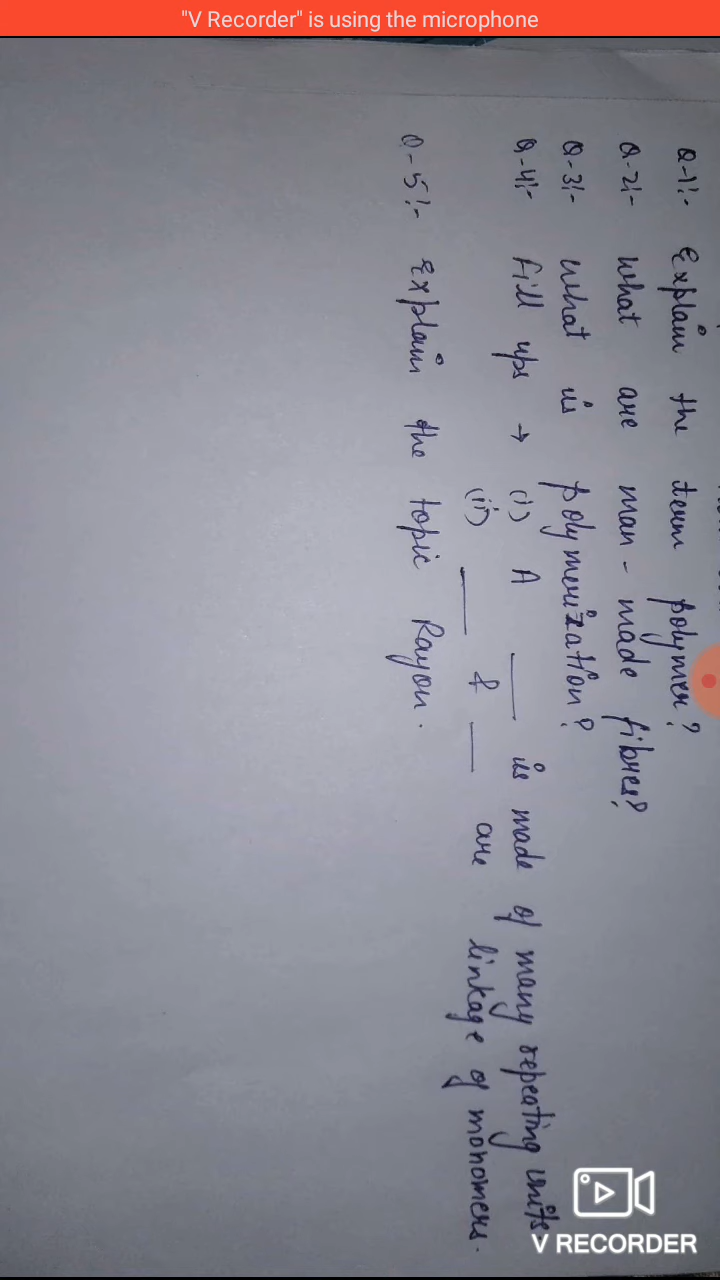 "V Recorder" is using the microphone
Q-1:- Explain the term polymer?
Q-2:- what are man-made fibres?
Q-3:- what is polymerization?
Q-4:- fill ups → (i) A ___ is made of many repeating units.
(ii) ___ & ___ are linkage of monomers.
Q-5:- Explain the topic Rayon.
V RECORDER